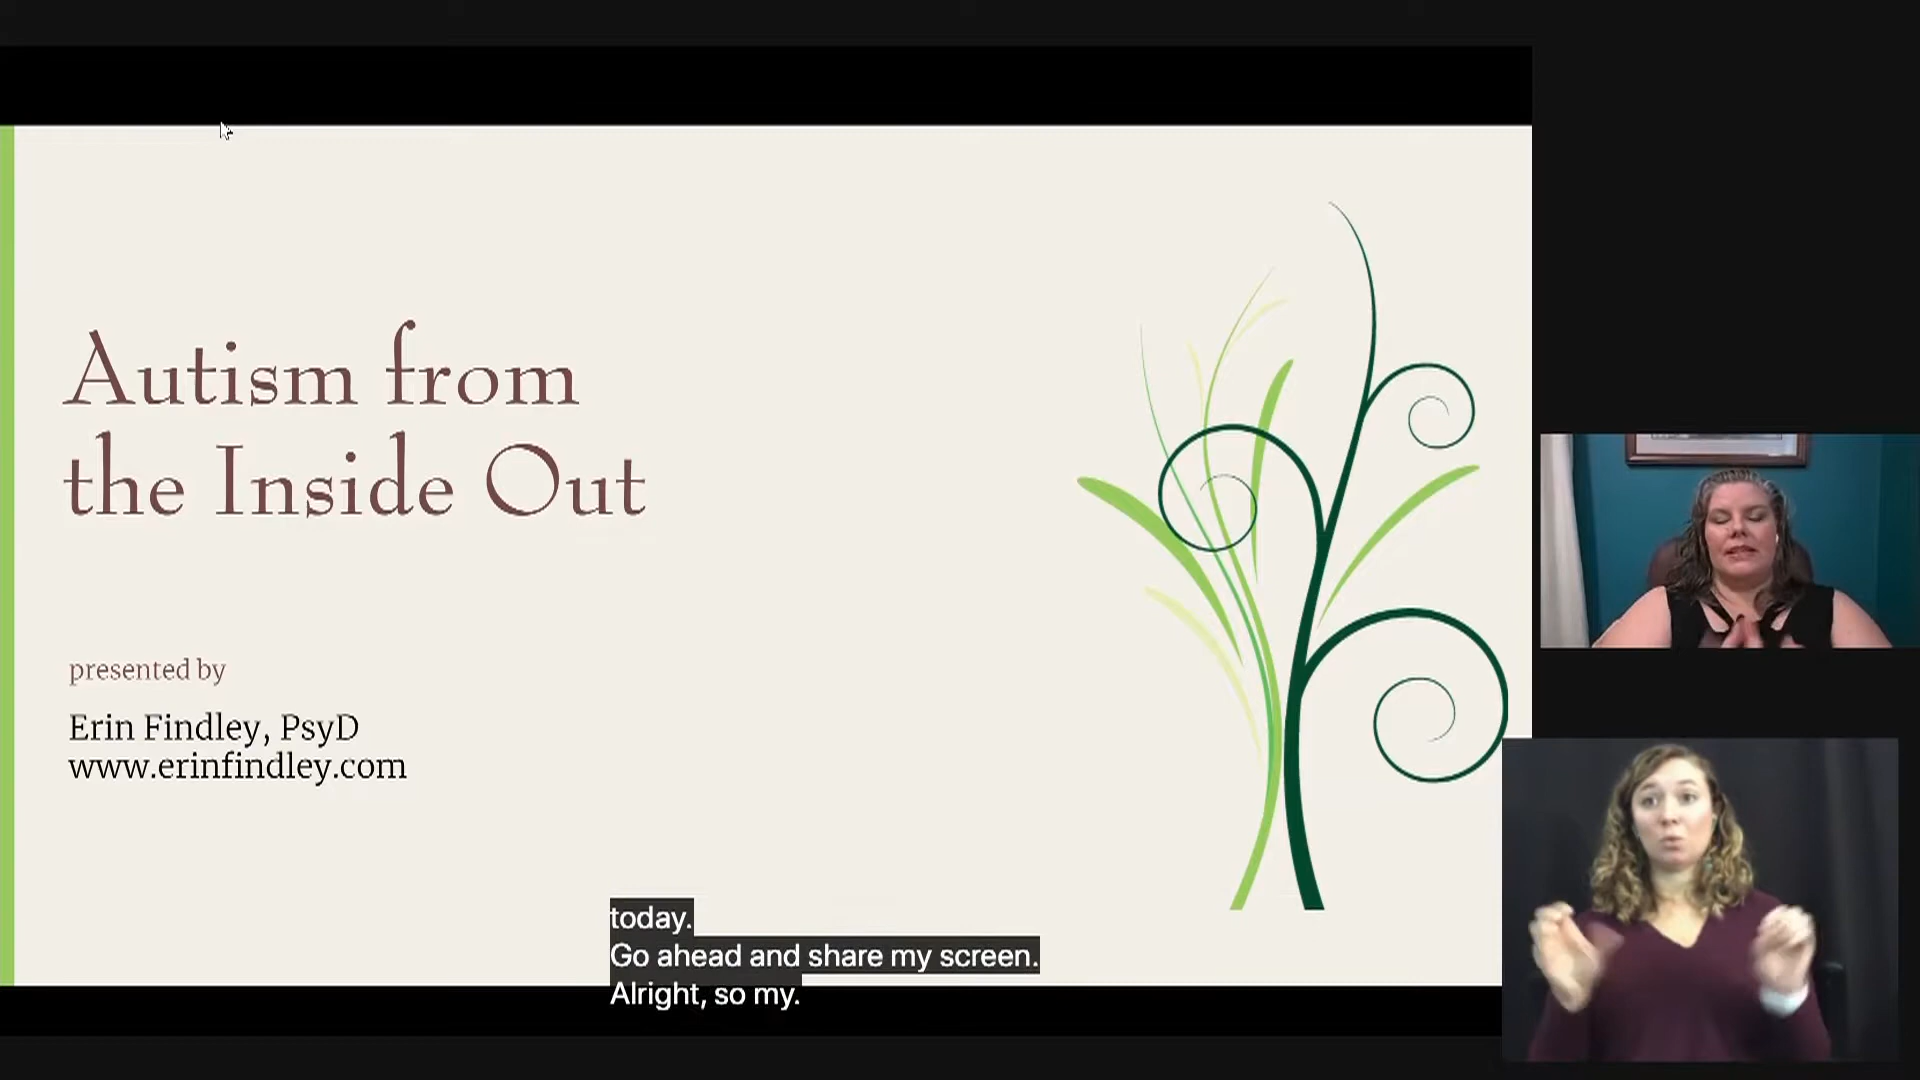 Autism from
the Inside Out
presented by
Erin Findley, PsyD
www.erinfindley.com
today.
Go ahead and share my screen.
Alright, so my.